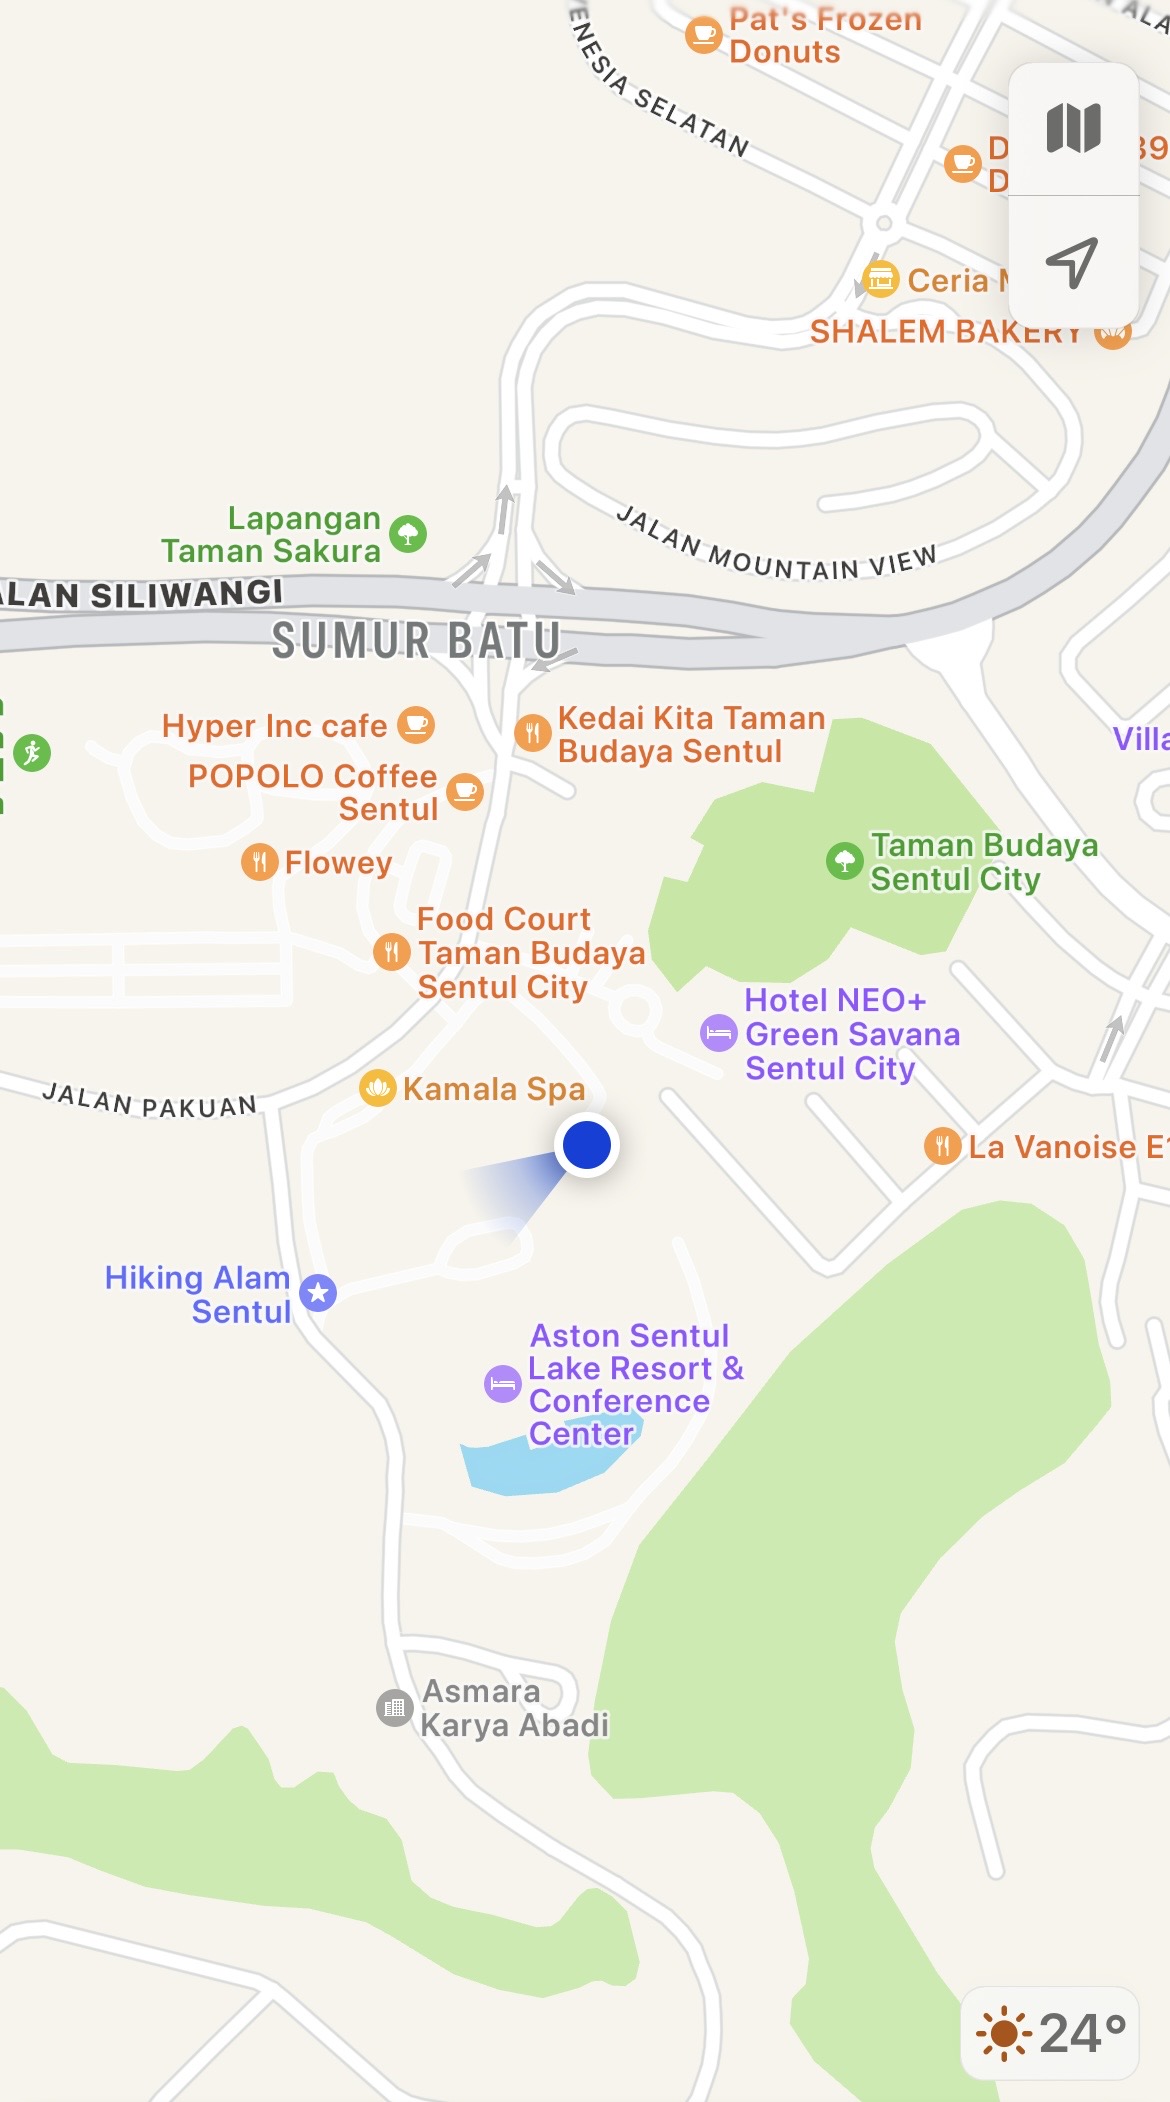 Pat's Frozen
Donuts
VENESIA SELATAN
Ceria
SHALEM BAKERY
Lapangan
Taman Sakura
JALAN MOUNTAIN VIEW
JALAN SILIWANGI
SUMUR BATU
Hyper Inc cafe
Kedai Kita Taman
Budaya Sentul
Villa
POPOLO Coffee
Sentul
Flowey
Taman Budaya
Sentul City
Food Court
Taman Budaya
Sentul City
Hotel NEO+
Green Savana
Sentul City
Kamala Spa
JALAN PAKUAN
La Vanoise
Hiking Alam
Sentul
Aston Sentul
Lake Resort &
Conference
Center
Asmara
Karya Abadi
24°